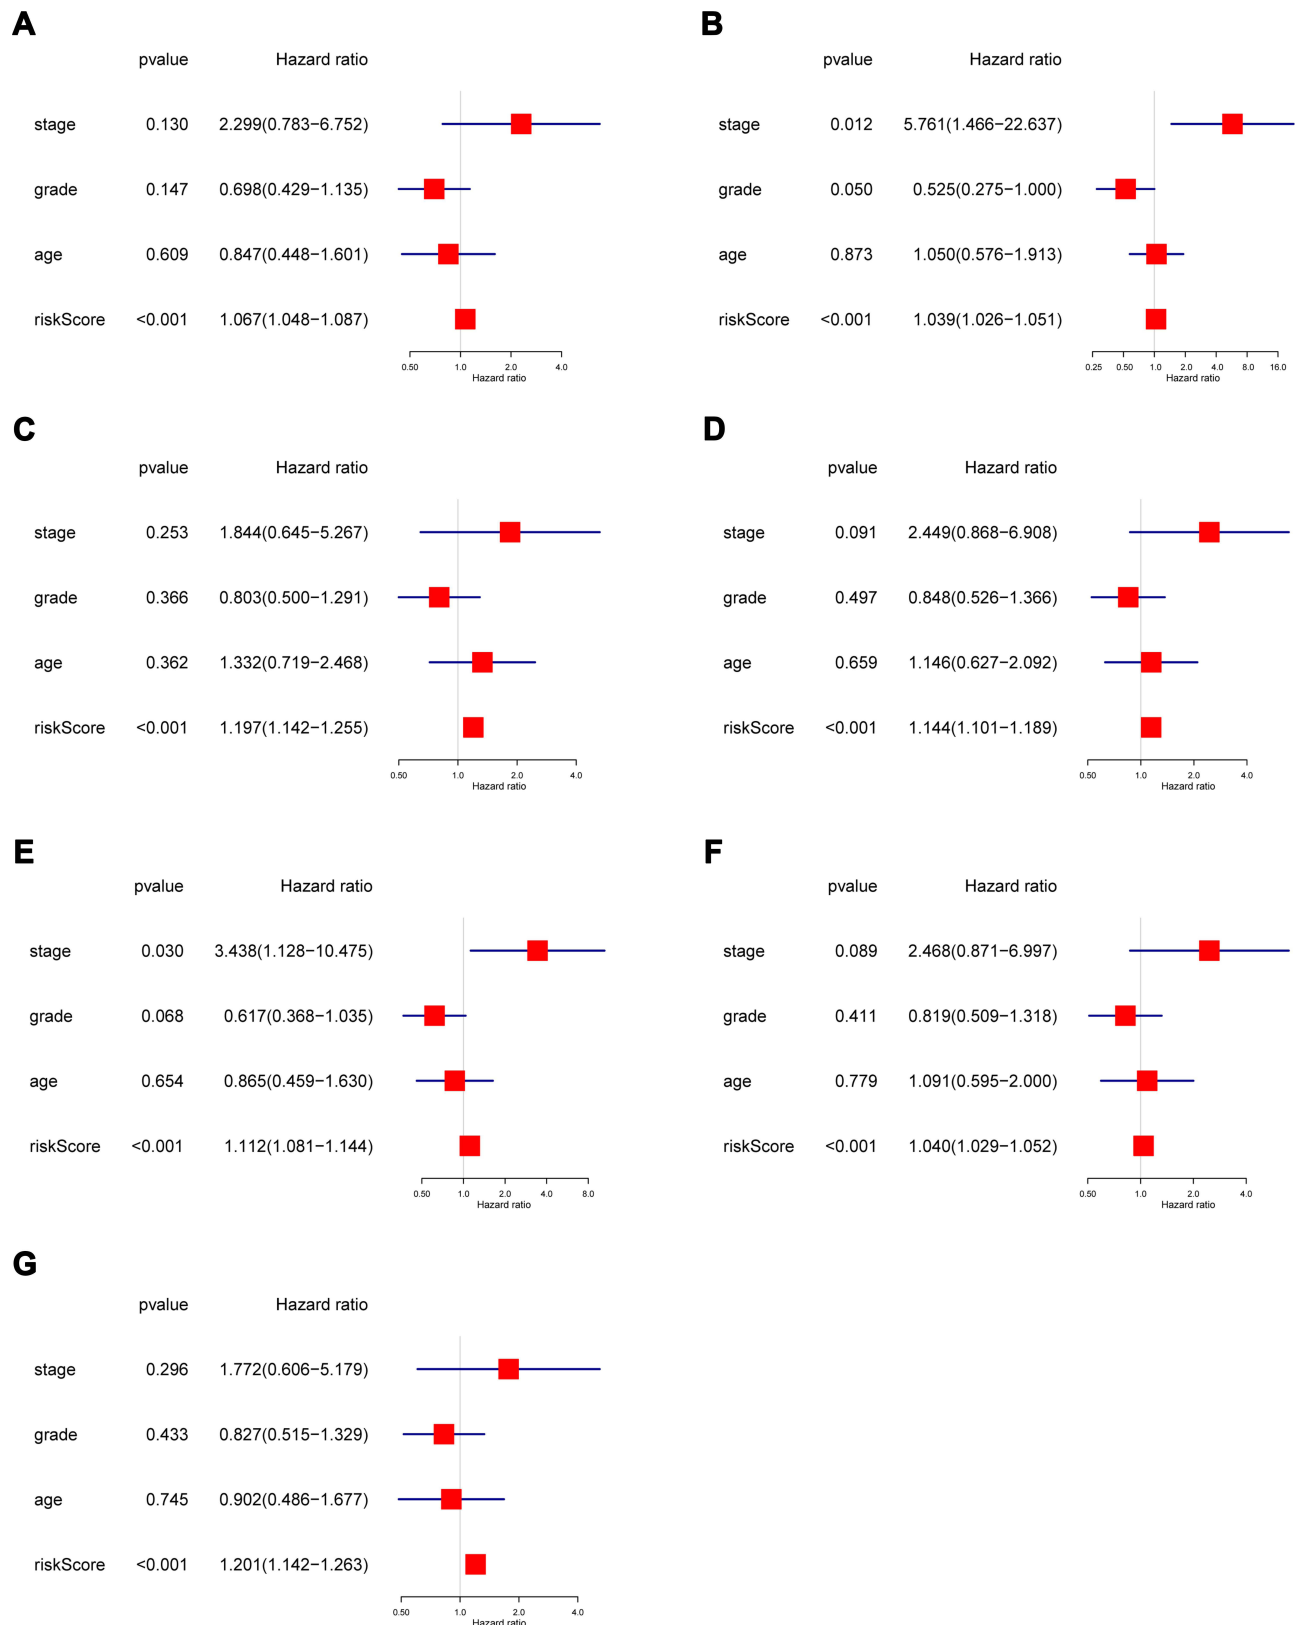 A
pvalue Hazard ratio
stage 0.130 2.299(0.783−6.752)
grade 0.147 0.698(0.429−1.135)
age 0.609 0.847(0.448−1.601)
riskScore <0.001 1.067(1.048−1.087)
0.50 1.0 2.0 4.0
Hazard ratio
B
pvalue Hazard ratio
stage 0.012 5.761(1.466−22.637)
grade 0.050 0.525(0.275−1.000)
age 0.873 1.050(0.576−1.913)
riskScore <0.001 1.039(1.026−1.051)
0.25 0.50 1.0 2.0 4.0 8.0 16.0
Hazard ratio
C
pvalue Hazard ratio
stage 0.253 1.844(0.645−5.267)
grade 0.366 0.803(0.500−1.291)
age 0.362 1.332(0.719−2.468)
riskScore <0.001 1.197(1.142−1.255)
0.50 1.0 2.0 4.0
Hazard ratio
D
pvalue Hazard ratio
stage 0.091 2.449(0.868−6.908)
grade 0.497 0.848(0.526−1.366)
age 0.659 1.146(0.627−2.092)
riskScore <0.001 1.144(1.101−1.189)
0.50 1.0 2.0 4.0
Hazard ratio
E
pvalue Hazard ratio
stage 0.030 3.438(1.128−10.475)
grade 0.068 0.617(0.368−1.035)
age 0.654 0.865(0.459−1.630)
riskScore <0.001 1.112(1.081−1.144)
0.50 1.0 2.0 4.0 8.0
Hazard ratio
F
pvalue Hazard ratio
stage 0.089 2.468(0.871−6.997)
grade 0.411 0.819(0.509−1.318)
age 0.779 1.091(0.595−2.000)
riskScore <0.001 1.040(1.029−1.052)
0.50 1.0 2.0 4.0
Hazard ratio
G
pvalue Hazard ratio
stage 0.296 1.772(0.606−5.179)
grade 0.433 0.827(0.515−1.329)
age 0.745 0.902(0.486−1.677)
riskScore <0.001 1.201(1.142−1.263)
0.50 1.0 2.0 4.0
Hazard ratio